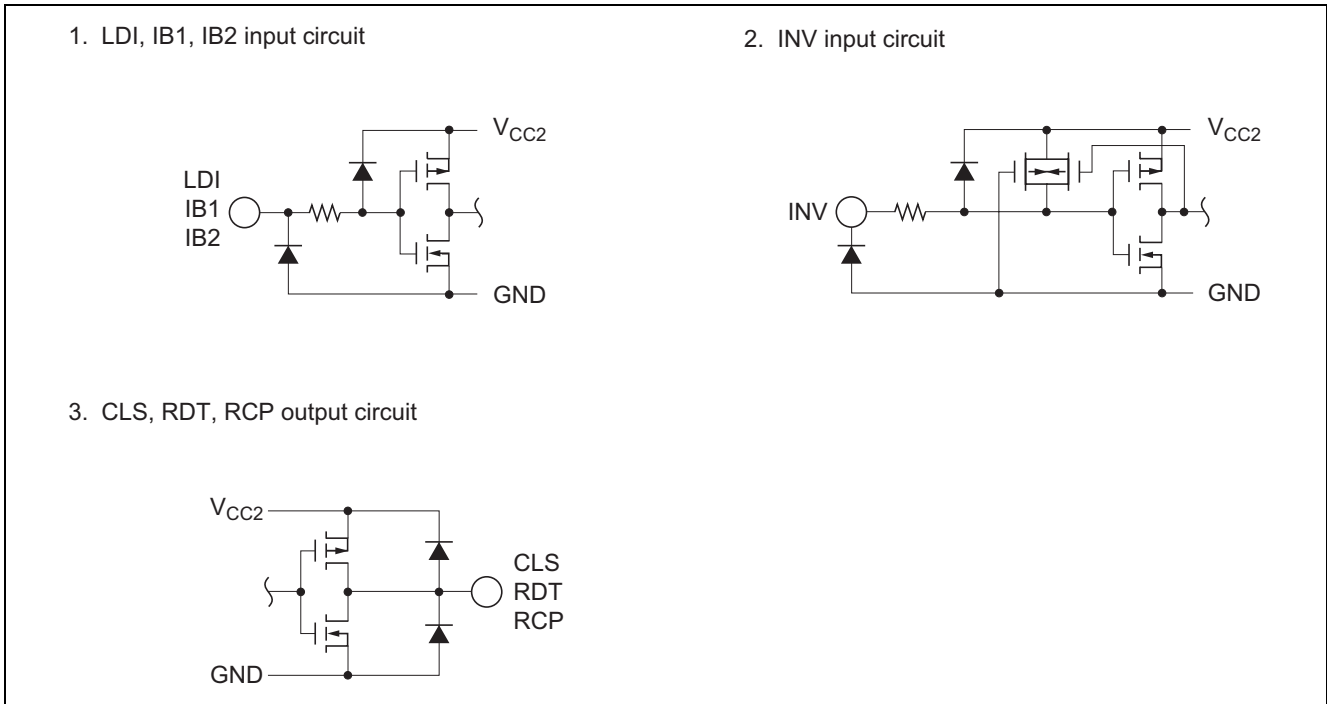 1. LDI, IB1, IB2 input circuit
VCC2
LDI
IB1
IB2
GND
2. INV input circuit
VCC2
INV
GND
3. CLS, RDT, RCP output circuit
VCC2
CLS
RDT
RCP
GND